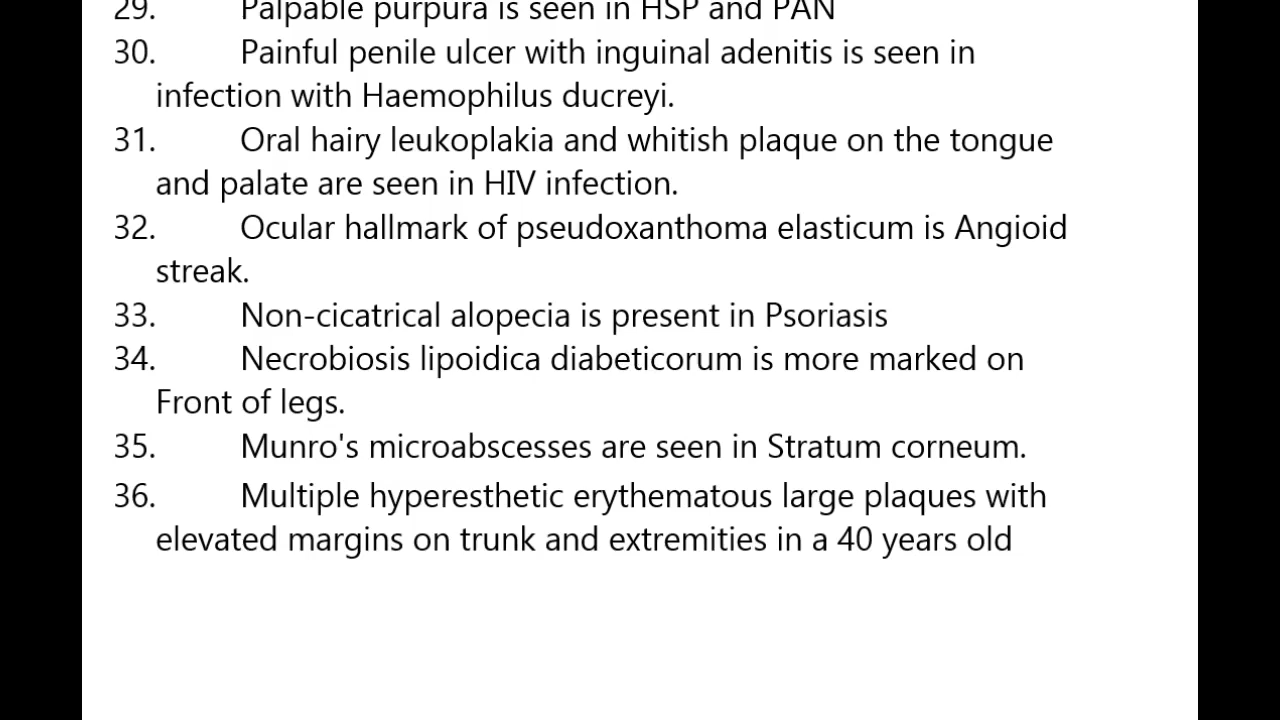 29. Palpable purpura is seen in HSP and PAN
30. Painful penile ulcer with inguinal adenitis is seen in
infection with Haemophilus ducreyi.
31. Oral hairy leukoplakia and whitish plaque on the tongue
and palate are seen in HIV infection.
32. Ocular hallmark of pseudoxanthoma elasticum is Angioid
streak.
33. Non-cicatrical alopecia is present in Psoriasis
34. Necrobiosis lipoidica diabeticorum is more marked on
Front of legs.
35. Munro's microabscesses are seen in Stratum corneum.
36. Multiple hyperesthetic erythematous large plaques with
elevated margins on trunk and extremities in a 40 years old